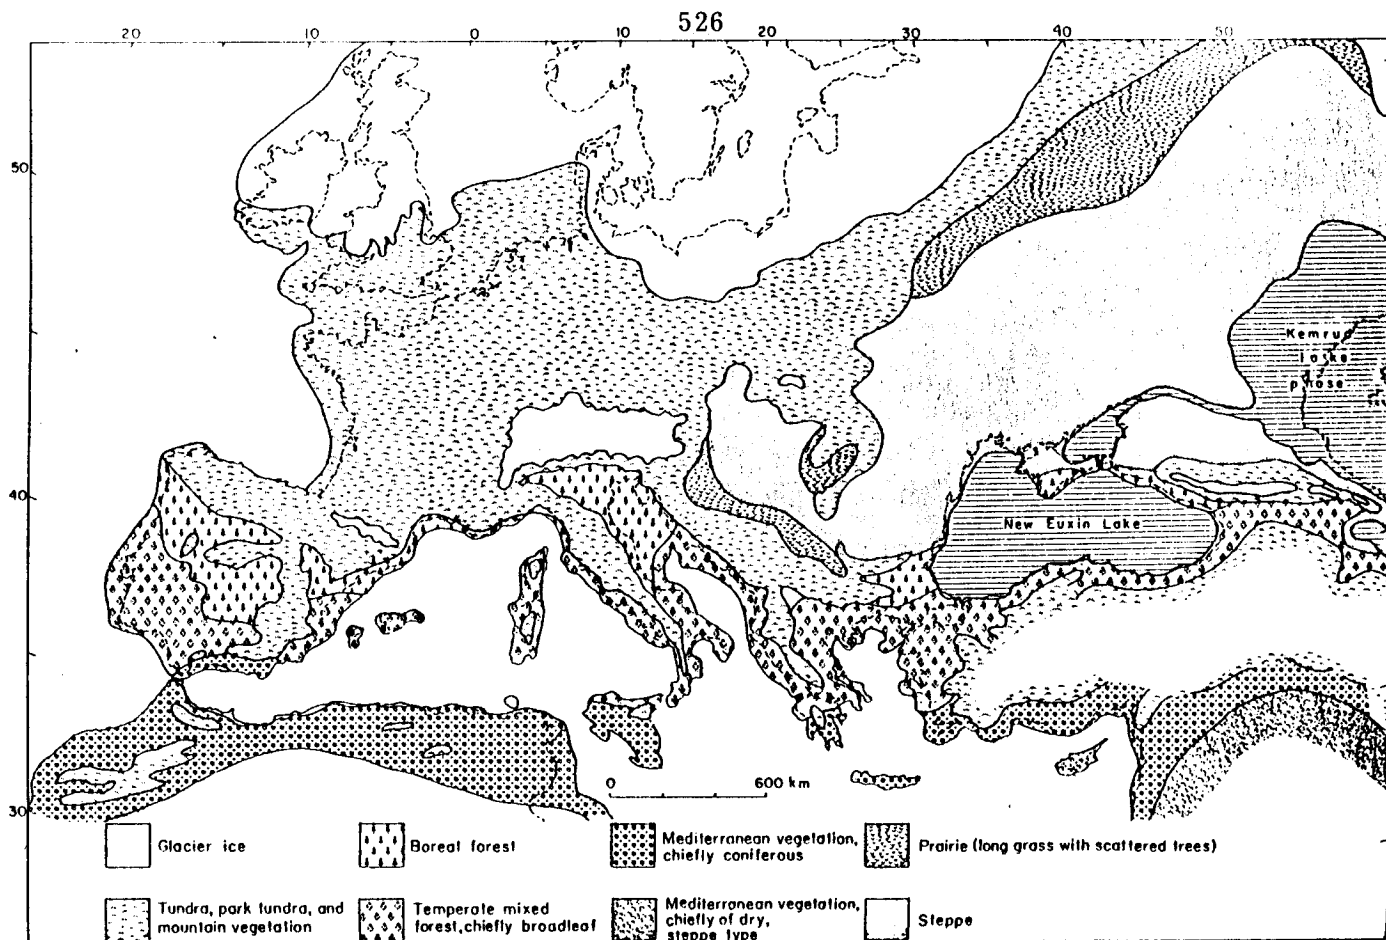 526
20 10 0 10 20 30 40 50
50
40
30
Kemrud
lake
phase
New Euxin Lake
0 600 km
Glacier ice
Boreal forest
Mediterranean vegetation,
chiefly coniferous
Prairie (long grass with scattered trees)
Tundra, park tundra, and
mountain vegetation
Temperate mixed
forest, chiefly broadleaf
Mediterranean vegetation,
chiefly of dry,
steppe type
Steppe